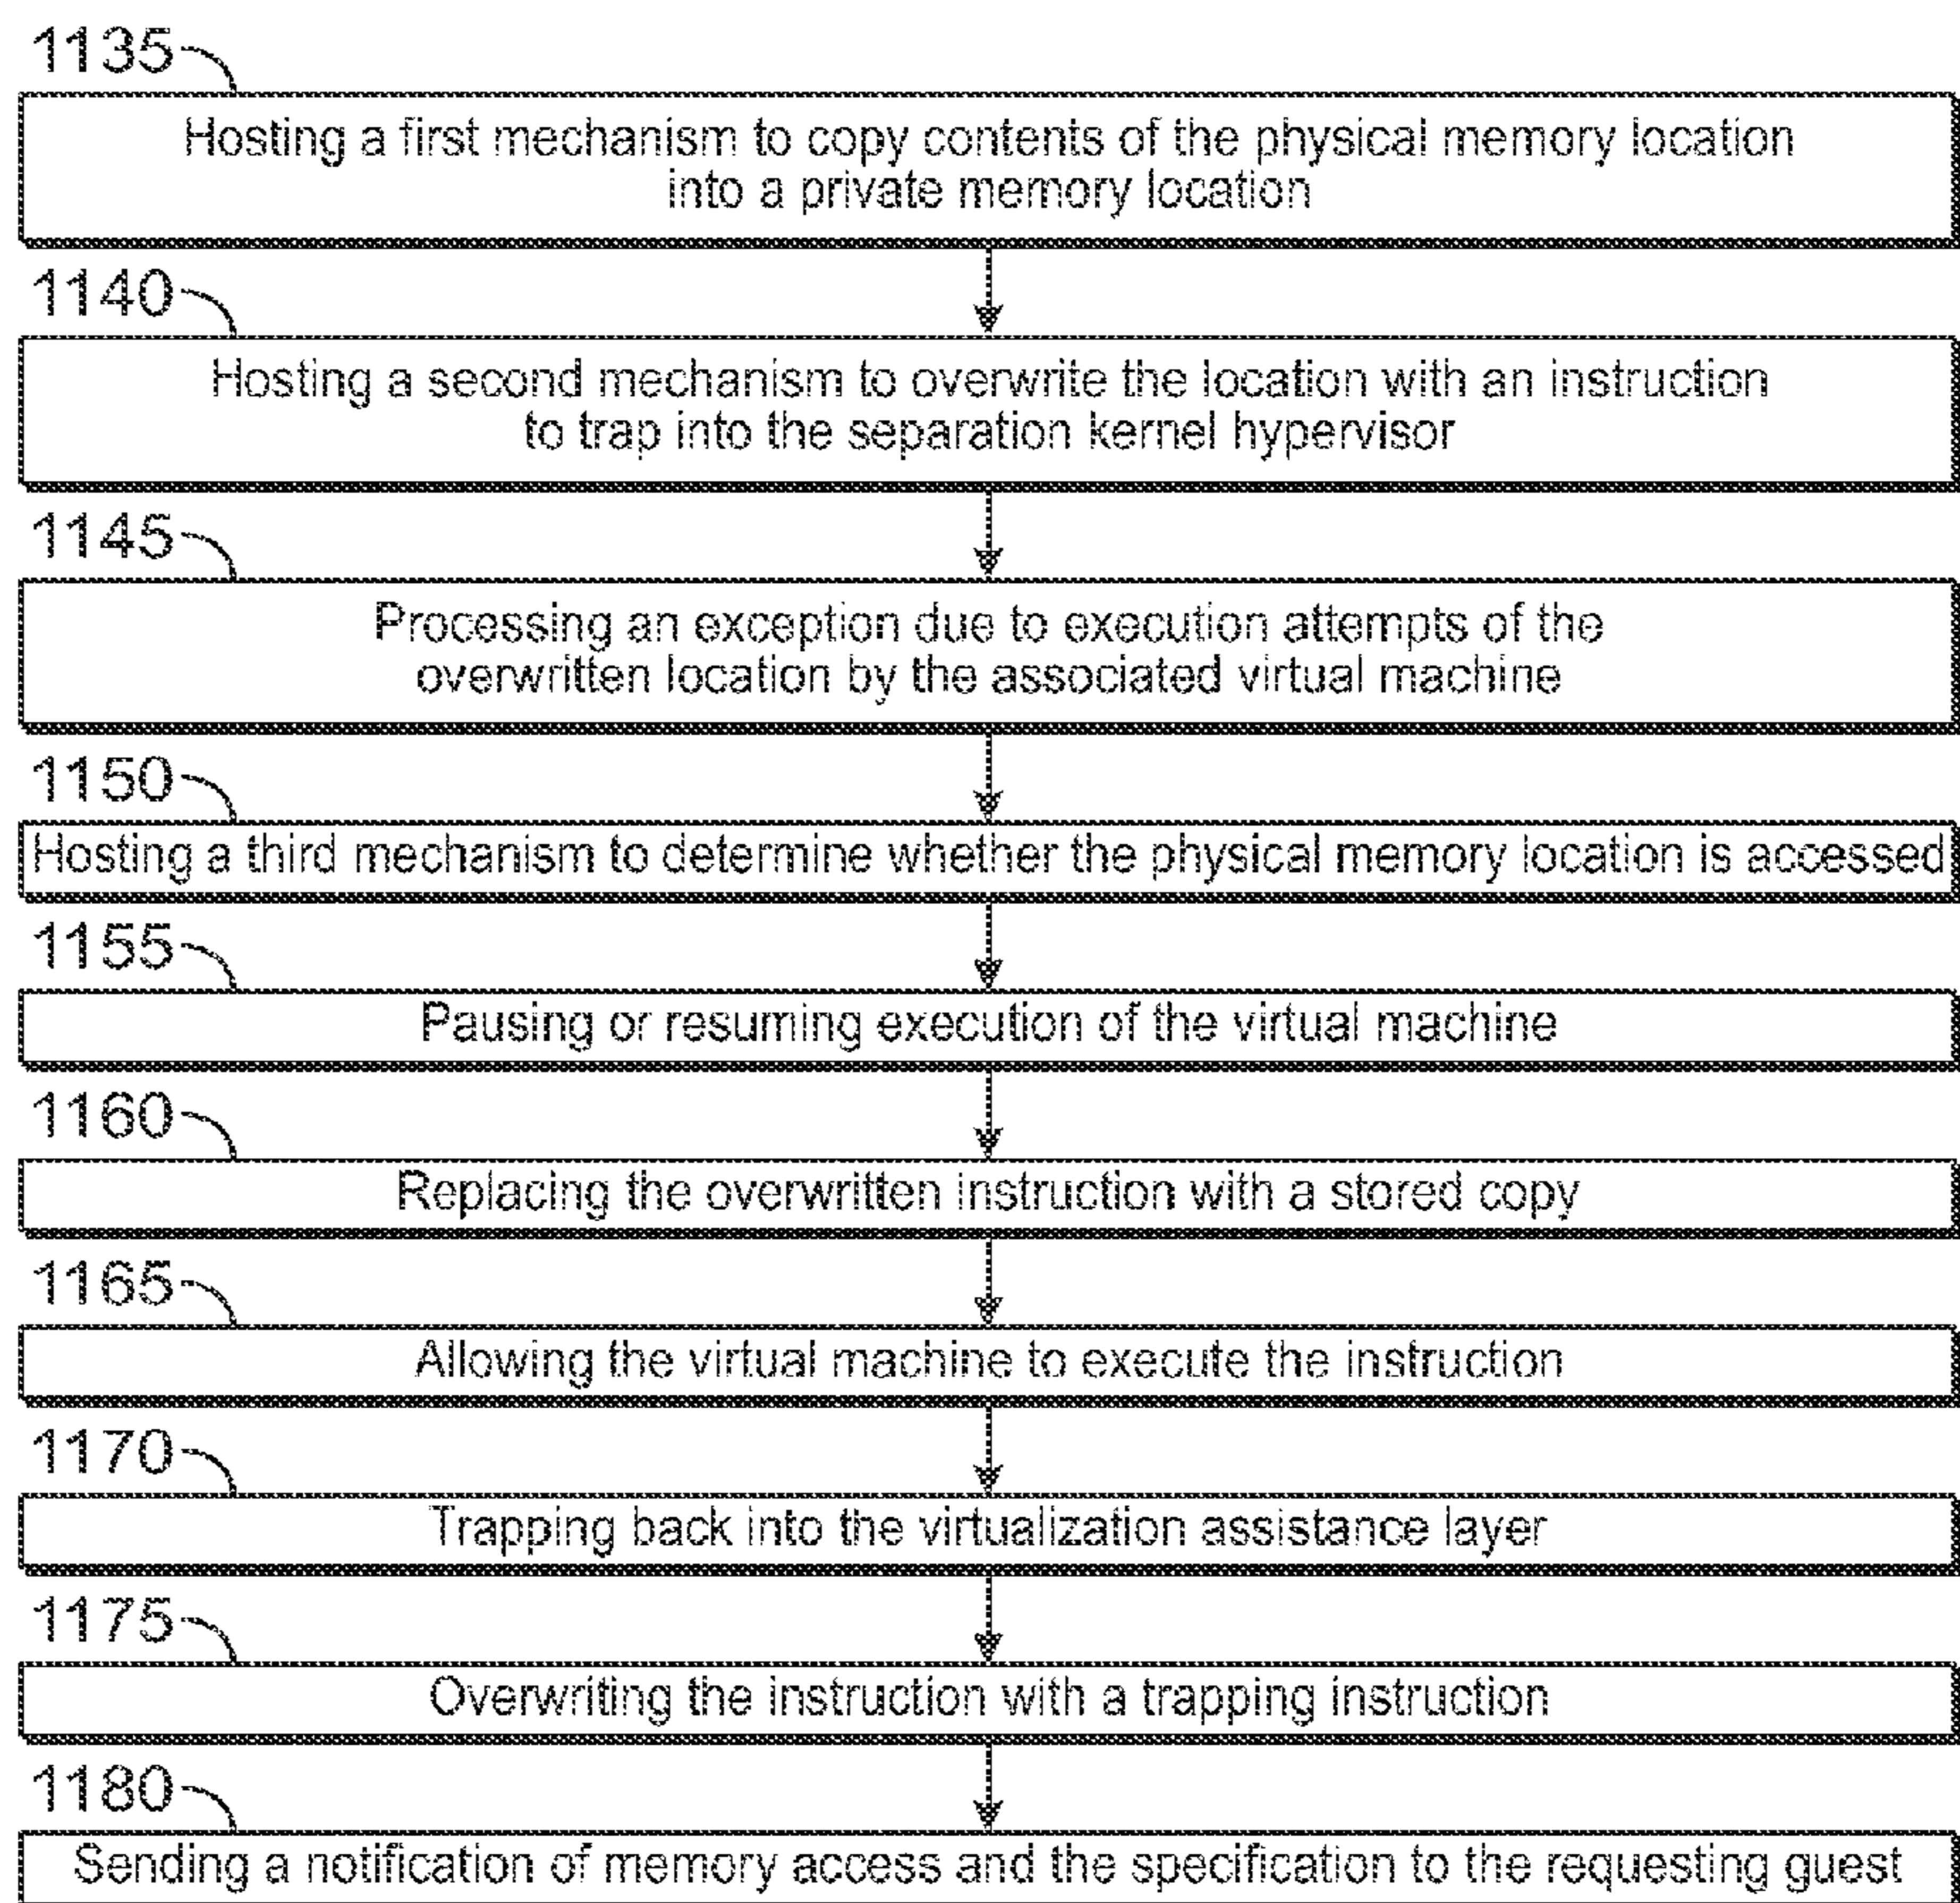 1135
Hosting a first mechanism to copy contents of the physical memory location
into a private memory location
1140
Hosting a second mechanism to overwrite the location with an instruction
to trap into the separation kernel hypervisor
1145
Processing an exception due to execution attempts of the
overwritten location by the associated virtual machine
1150
Hosting a third mechanism to determine whether the physical memory location is accessed
1155
Pausing or resuming execution of the virtual machine
1160
Replacing the overwritten instruction with a stored copy
1165
Allowing the virtual machine to execute the instruction
1170
Trapping back into the virtualization assistance layer
1175
Overwriting the instruction with a trapping instruction
1180
Sending a notification of memory access and the specification to the requesting guest